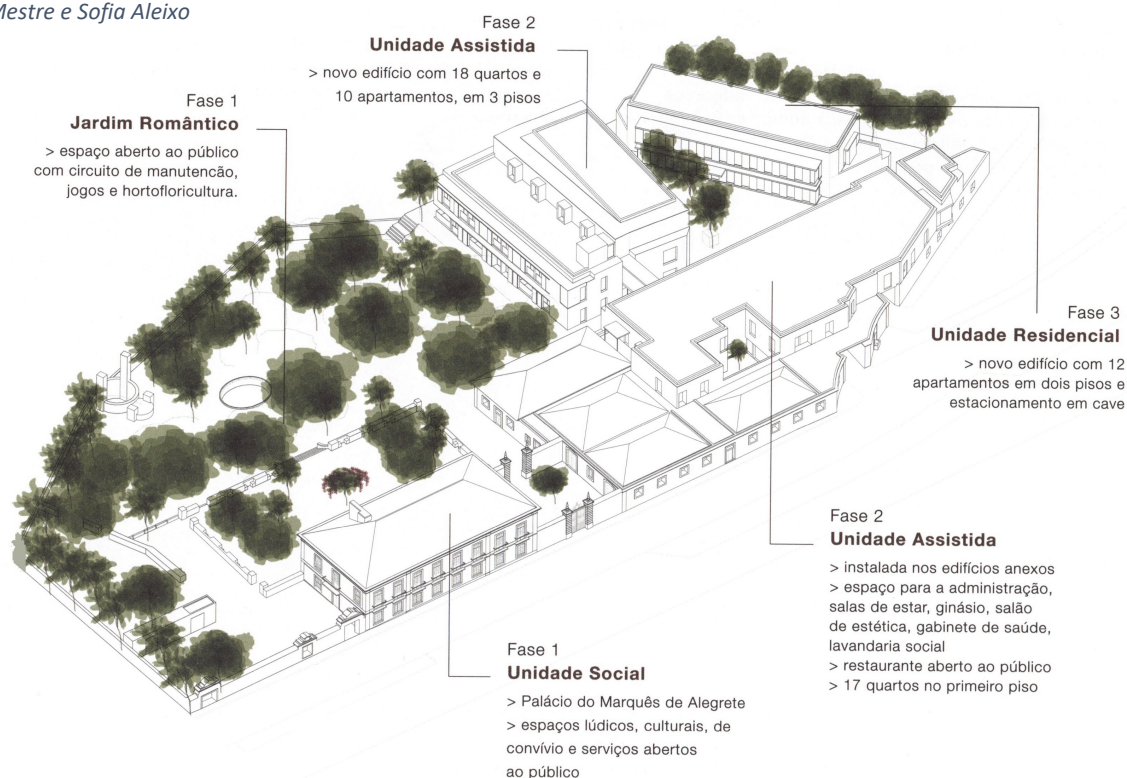 Mestre e Sofia Aleixo
Fase 2
Unidade Assistida
> novo edifício com 18 quartos e
10 apartamentos, em 3 pisos
Fase 1
Jardim Romântico
> espaço aberto ao público
com circuito de manutencão,
jogos e hortofloricultura.
Fase 3
Unidade Residencial
> novo edifício com 12
apartamentos em dois pisos e
estacionamento em cave
Fase 2
Unidade Assistida
> instalada nos edifícios anexos
> espaço para a administração,
salas de estar, ginásio, salão
de estética, gabinete de saúde,
lavandaria social
> restaurante aberto ao público
> 17 quartos no primeiro piso
Fase 1
Unidade Social
> Palácio do Marquês de Alegrete
> espaços lúdicos, culturais, de
convívio e serviços abertos
ao público